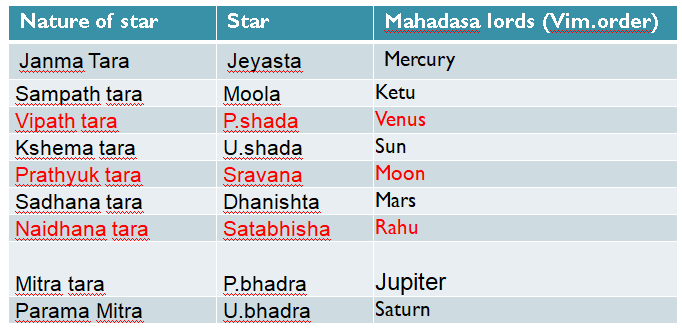 Nature of star Star Mahadasa lords (Vim.order)
Janma Tara Jeyasta Mercury
Sampath tara Moola Ketu
Vipath tara P.shada Venus
Kshema tara U.shada Sun
Prathyuk tara Sravana Moon
Sadhana tara Dhanishta Mars
Naidhana tara Satabhisha Rahu
Mitra tara P.bhadra Jupiter
Parama Mitra U.bhadra Saturn